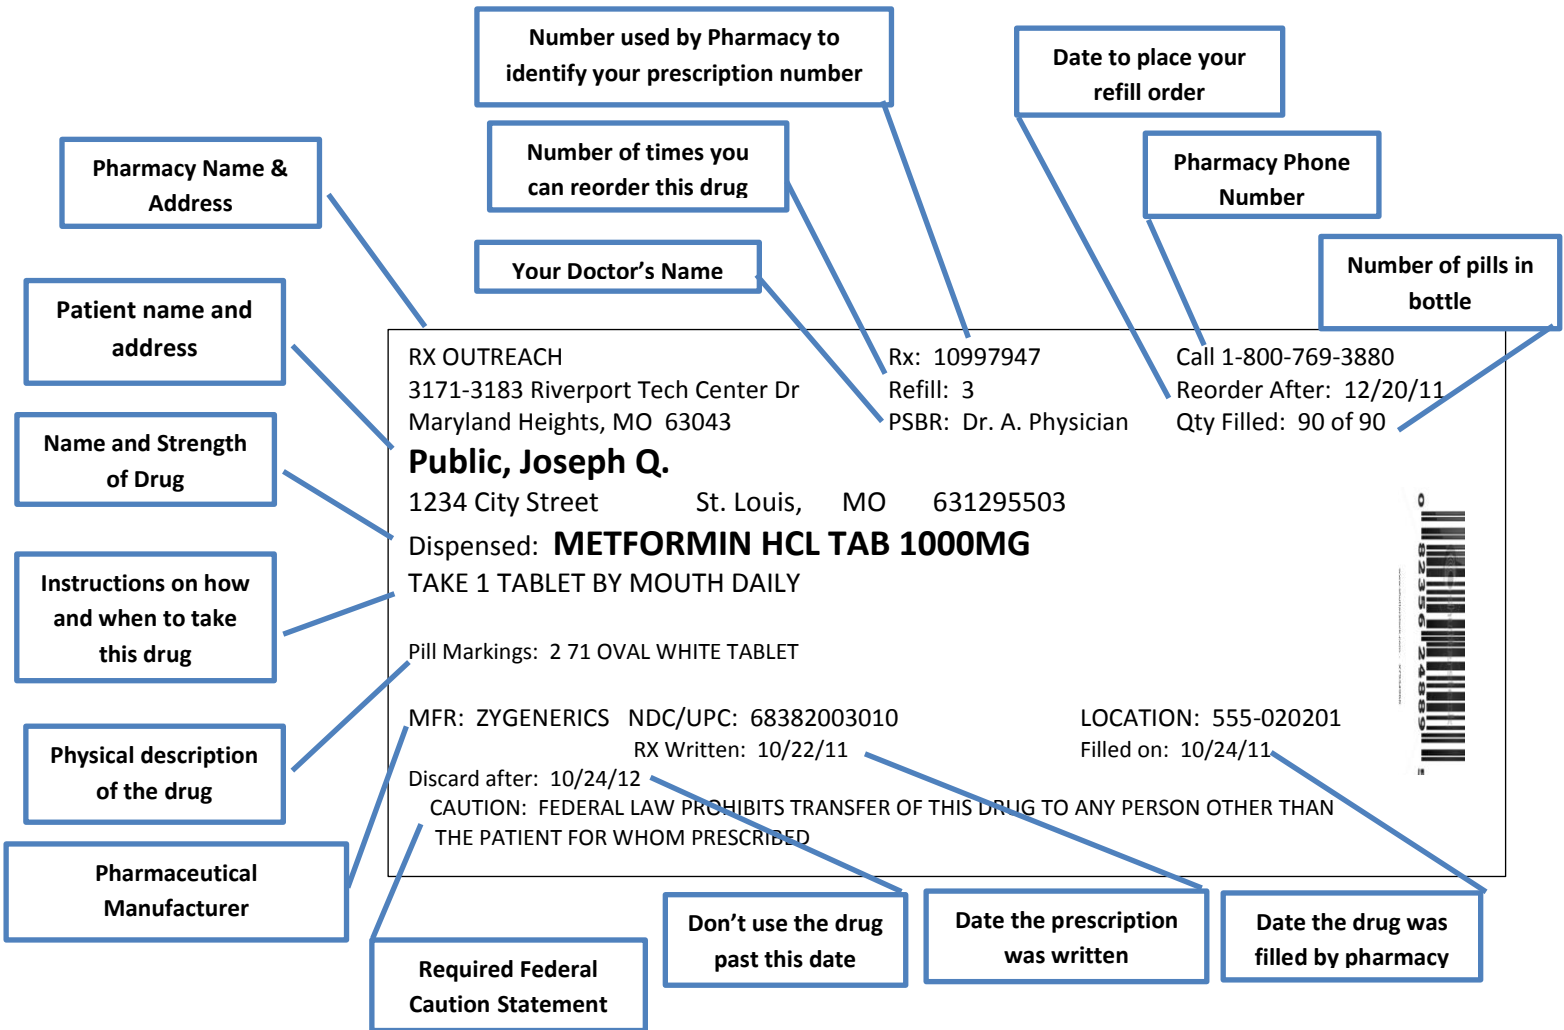 Number used by Pharmacy to
identify your prescription number
Date to place your
refill order
Number of times you
can reorder this drug
Pharmacy Phone
Number
Pharmacy Name &
Address
Your Doctor’s Name
Number of pills in
bottle
Patient name and
address
Name and Strength
of Drug
Instructions on how
and when to take
this drug
Physical description
of the drug
Pharmaceutical
Manufacturer
RX OUTREACH Rx: 10997947 Call 1-800-769-3880
3171-3183 Riverport Tech Center Dr Refill: 3 Reorder After: 12/20/11
Maryland Heights, MO 63043 PSBR: Dr. A. Physician Qty Filled: 90 of 90
Public, Joseph Q.
1234 City Street St. Louis, MO 631295503
Dispensed: METFORMIN HCL TAB 1000MG
TAKE 1 TABLET BY MOUTH DAILY
Pill Markings: 2 71 OVAL WHITE TABLET
MFR: ZYGENERICS NDC/UPC: 68382003010 LOCATION: 555-020201
RX Written: 10/22/11 Filled on: 10/24/11
Discard after: 10/24/12
CAUTION: FEDERAL LAW PROHIBITS TRANSFER OF THIS DRUG TO ANY PERSON OTHER THAN
THE PATIENT FOR WHOM PRESCRIBED
0 82356 24889
Required Federal
Caution Statement
Don’t use the drug
past this date
Date the prescription
was written
Date the drug was
filled by pharmacy